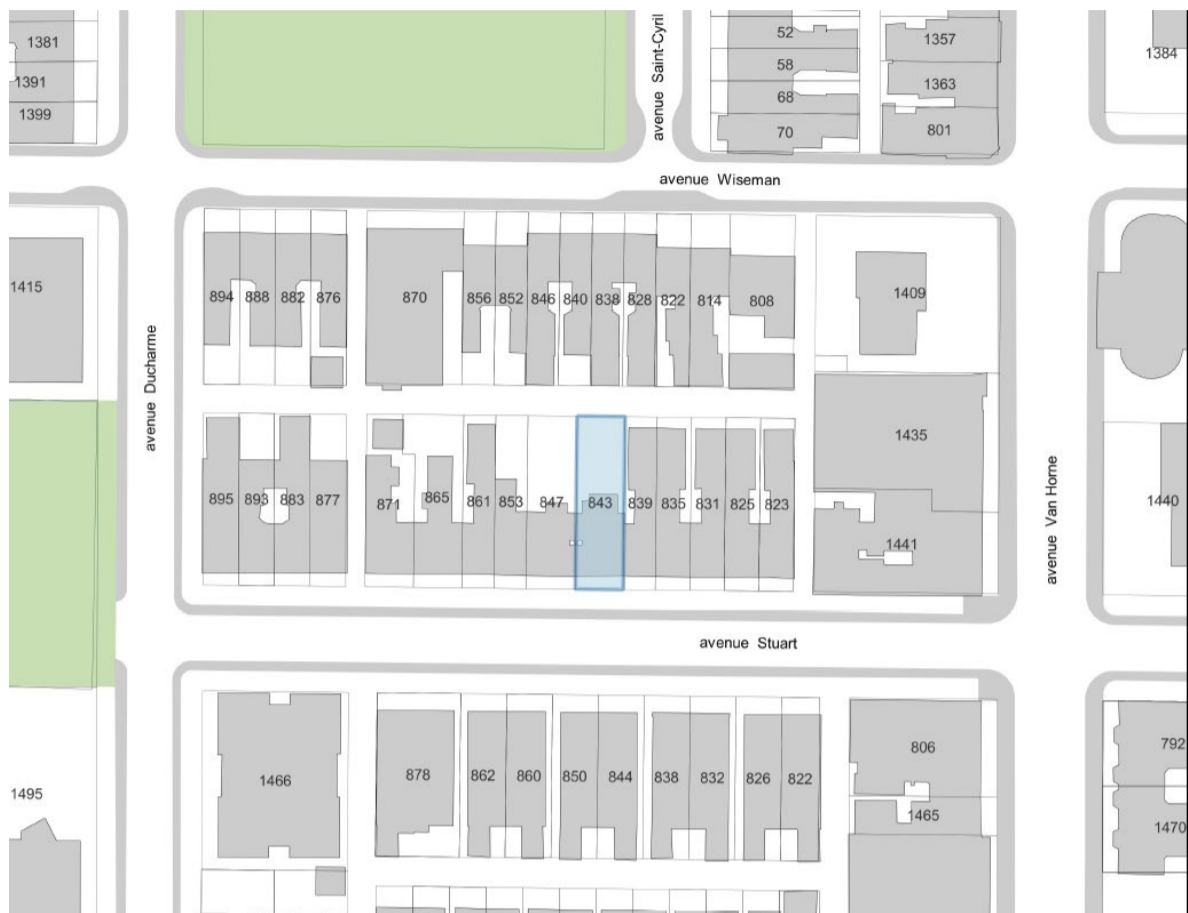 1381
1391
1399
avenue Saint-Cyril
52
58
68
70
1357
1363
801
1384
avenue Wiseman
1415
894 888 882 876
870
856 852 846 840 838 828 822 814 808
1409
avenue Ducharme
1435
895 893 883 877
871 865 861 853 847 843 839 835 831 825 823
1441
1440
avenue Van Horne
avenue Stuart
1466
878
862 860 850 844 838 832 826 822
806
1465
792
1470
1495